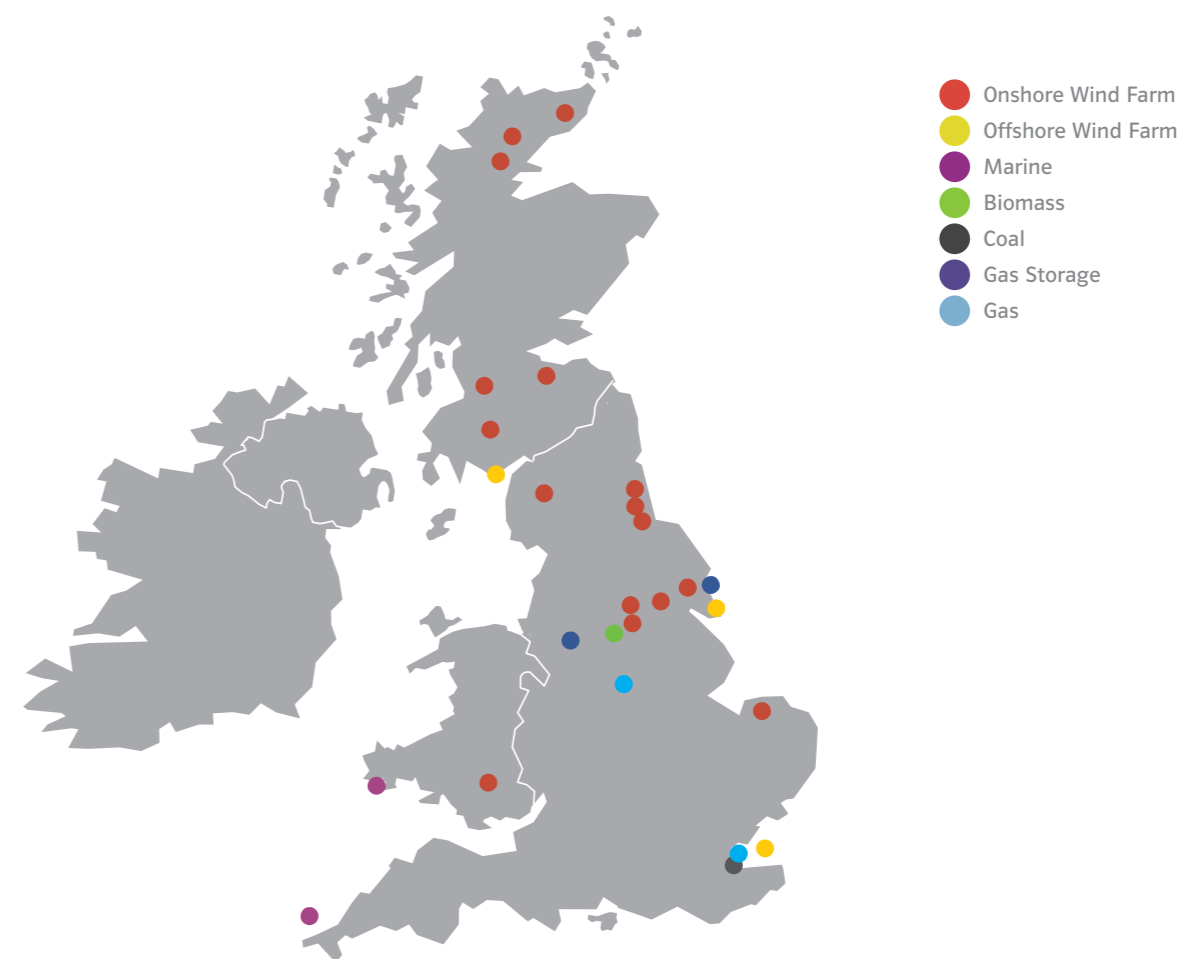 Onshore Wind Farm
Offshore Wind Farm
Marine
Biomass
Coal
Gas Storage
Gas